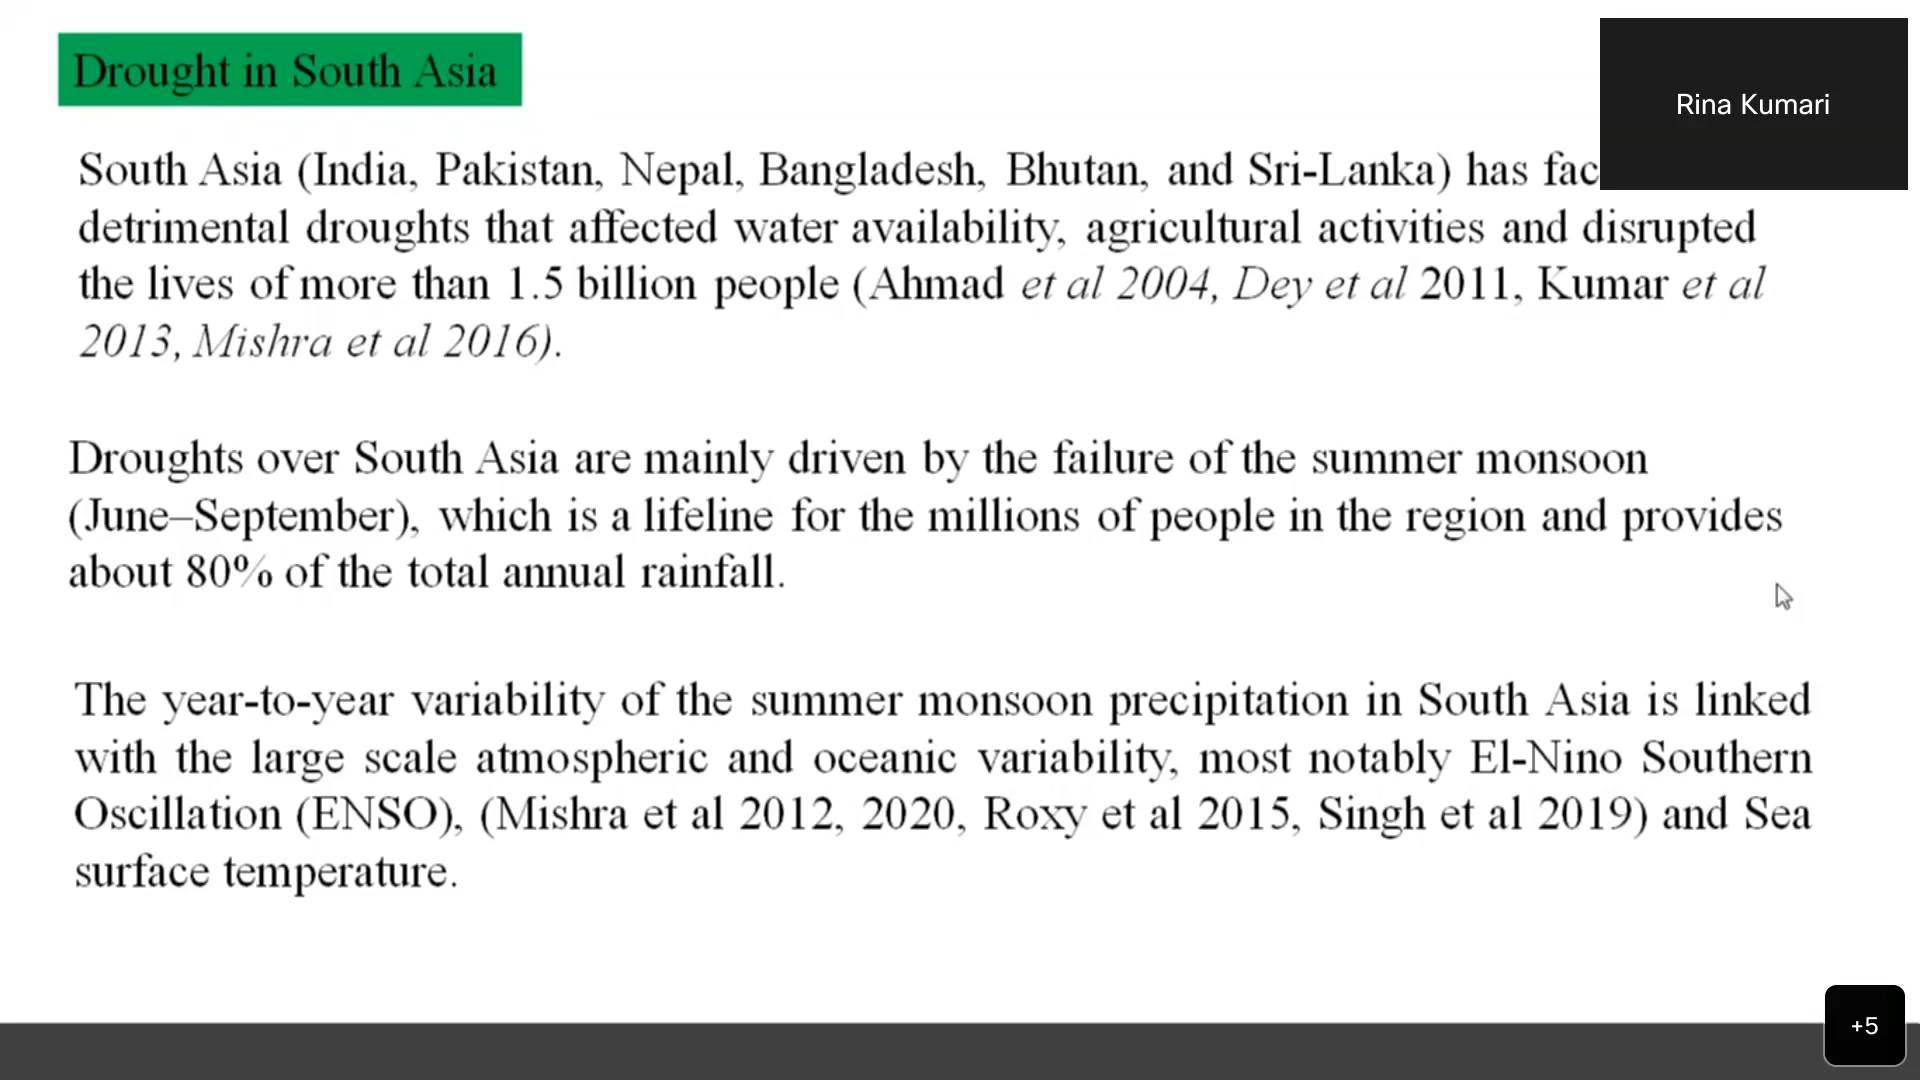 Drought in South Asia
Rina Kumari
South Asia (India, Pakistan, Nepal, Bangladesh, Bhutan, and Sri-Lanka) has
detrimental droughts that affected water availability, agricultural activities and disrupted
the lives of more than 1.5 billion people (Ahmad et al 2004, Dey et al 2011, Kumar et al
2013, Mishra et al 2016).
Droughts over South Asia are mainly driven by the failure of the summer monsoon
(June–September), which is a lifeline for the millions of people in the region and provides
about 80% of the total annual rainfall.
The year-to-year variability of the summer monsoon precipitation in South Asia is linked
with the large scale atmospheric and oceanic variability, most notably El-Nino Southern
Oscillation (ENSO), (Mishra et al 2012, 2020, Roxy et al 2015, Singh et al 2019) and Sea
surface temperature.
+5